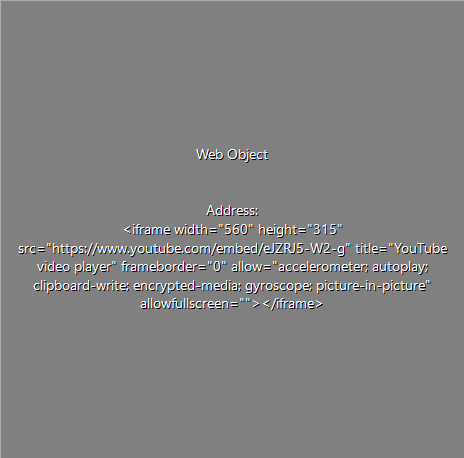 Web Object
Address:
<iframe width="560" height="315"
src="https://www.youtube.com/embed/eJZRJ5-W2-g" title="YouTube
video player" frameborder="0" allow="accelerometer; autoplay;
clipboard-write; encrypted-media; gyroscope; picture-in-picture"
allowfullscreen=""></iframe>